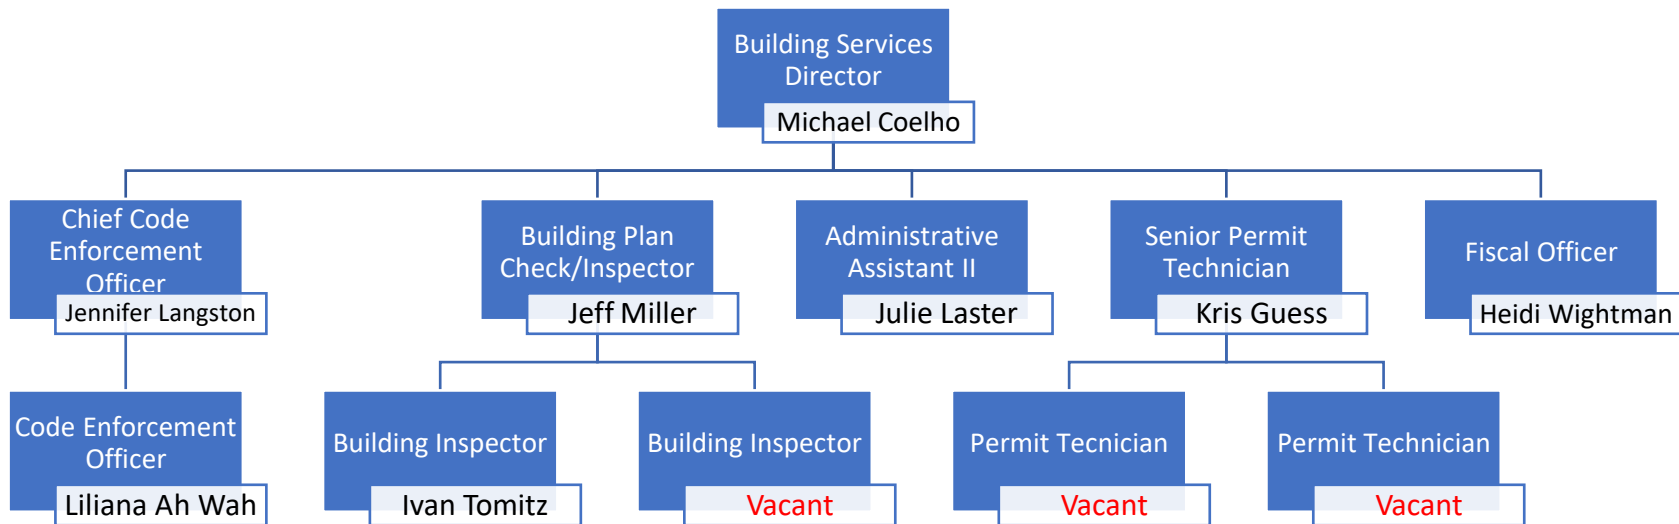 Building Services
Director
Michael Coelho
Chief Code
Enforcement
Officer
Jennifer Langston
Building Plan
Check/Inspector
Jeff Miller
Administrative
Assistant II
Julie Laster
Senior Permit
Technician
Kris Guess
Fiscal Officer
Heidi Wightman
Code Enforcement
Officer
Liliana Ah Wah
Building Inspector
Ivan Tomitz
Building Inspector
Vacant
Permit Tecnician
Vacant
Permit Technician
Vacant